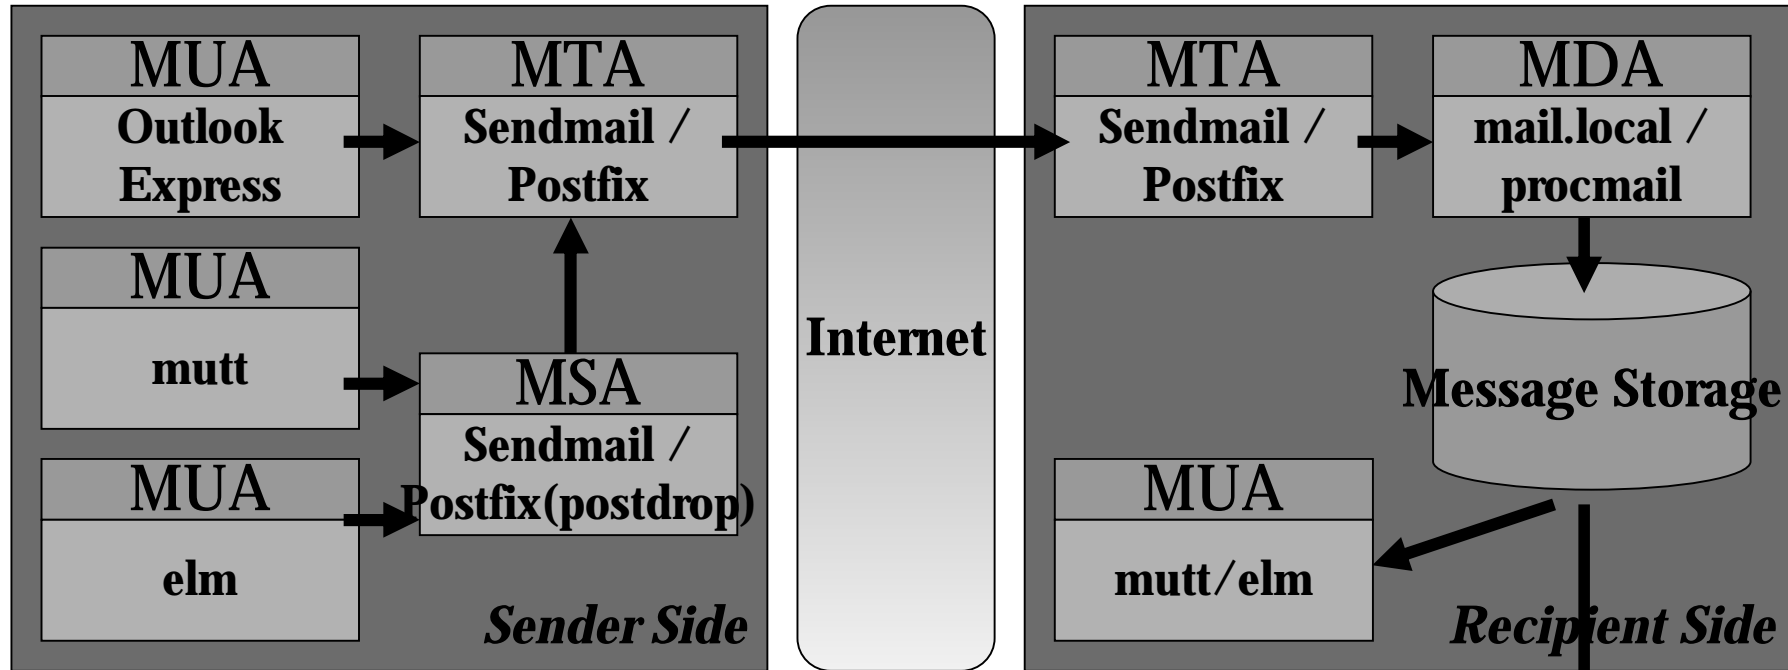 MUA
Outlook
Express
MTA
Sendmail /
Postfix
MUA
mutt
MSA
Sendmail /
Postfix(postdrop)
MUA
elm
Sender Side
Internet
MTA
Sendmail /
Postfix
MDA
mail.local /
procmail
Message Storage
MUA
mutt/elm
Recipient Side